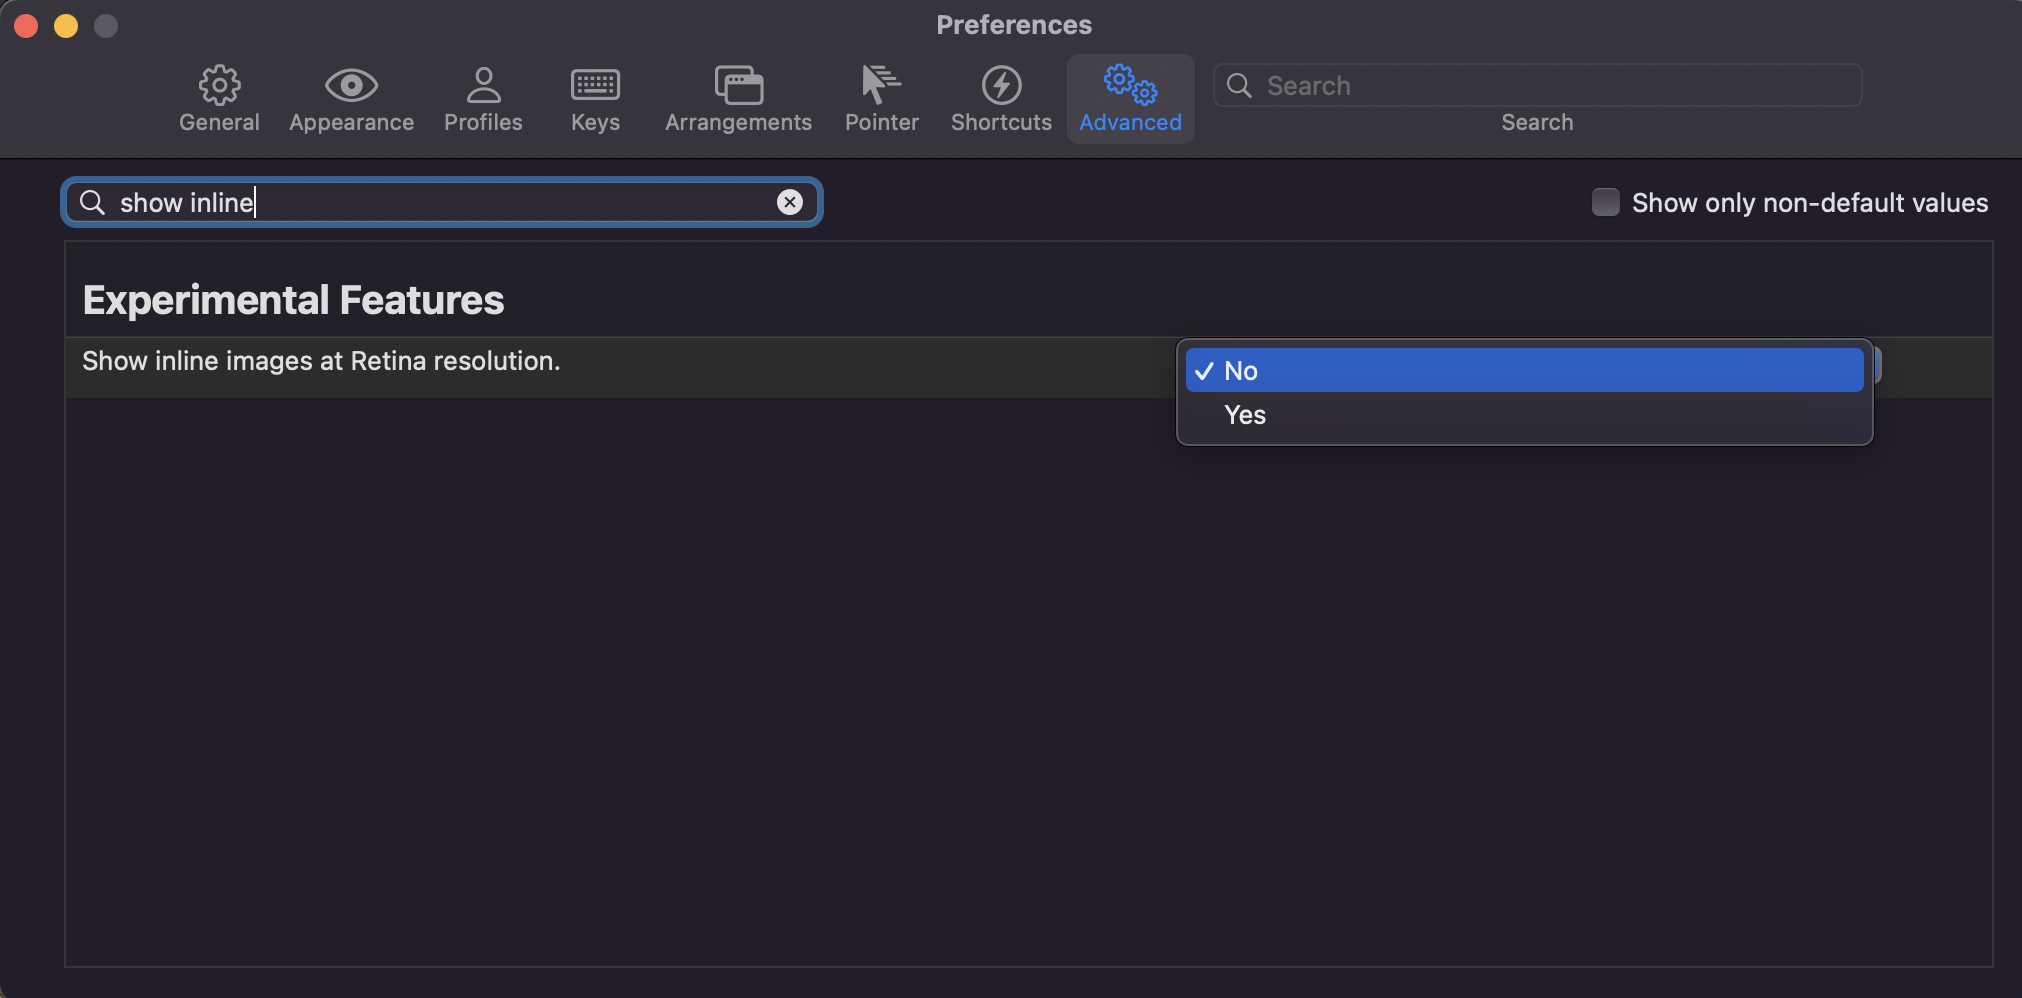 Preferences
General
Appearance
Profiles
Keys
Arrangements
Pointer
Shortcuts
Advanced
Search
Search
show inline
Show only non-default values
Experimental Features
Show inline images at Retina resolution.
No
Yes